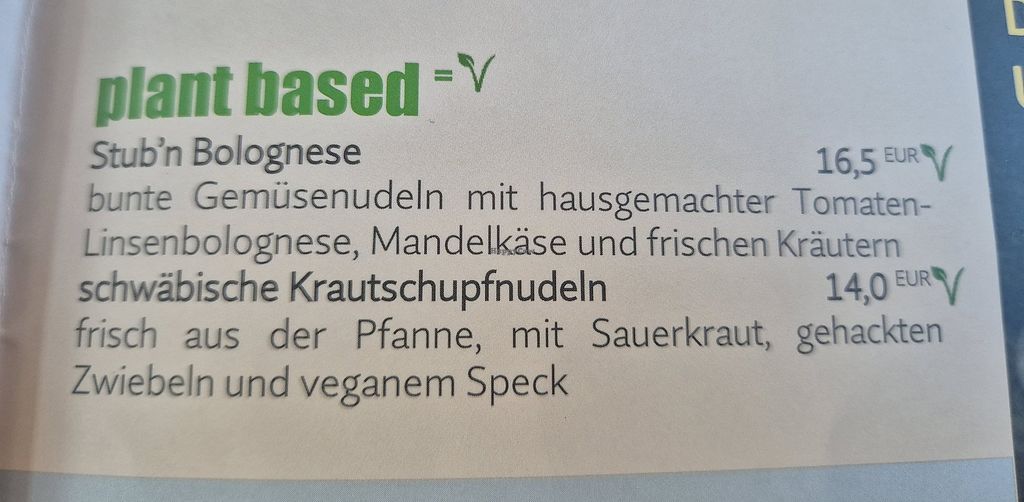 plant based = V
Stub'n Bolognese 16,5 EUR V
bunte Gemüsenudeln mit hausgemachter Tomaten-
Linsenbolognese, Mandelkäse und frischen Kräutern
schwäbische Krautschupfnudeln 14,0 EUR V
frisch aus der Pfanne, mit Sauerkraut, gehackten
Zwiebeln und veganem Speck